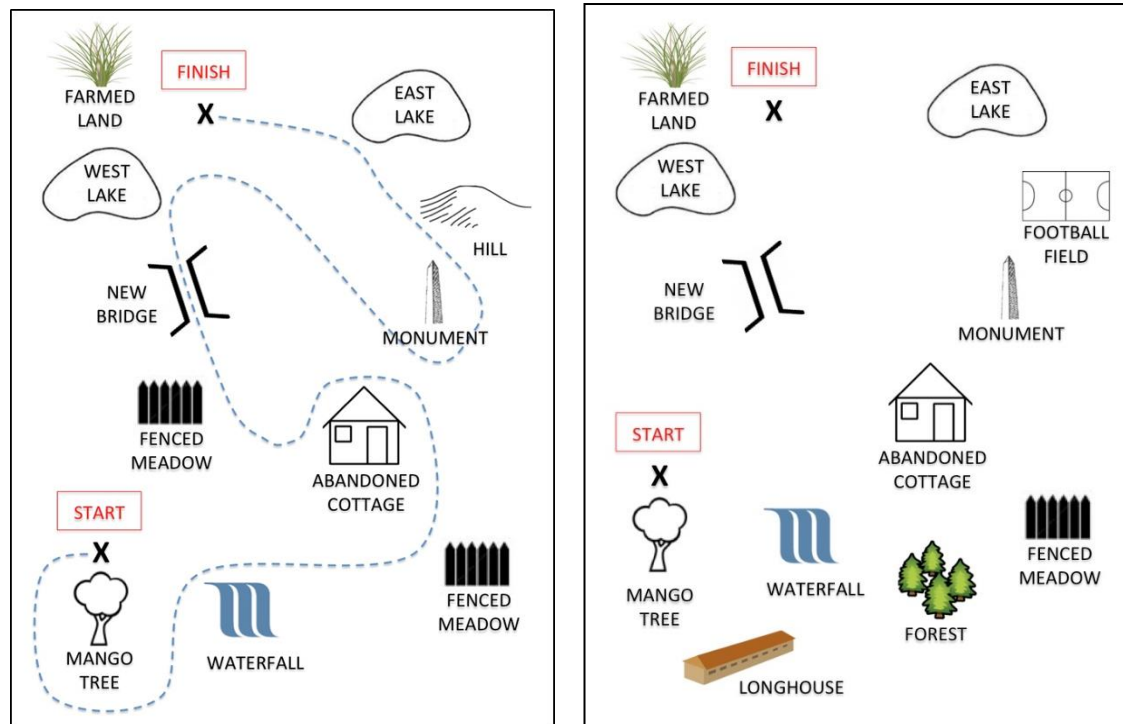 FINISH
FARMED
LAND
X
EAST
LAKE
WEST
LAKE
HILL
NEW
BRIDGE
MONUMENT
FENCED
MEADOW
ABANDONED
COTTAGE
START
X
FENCED
MEADOW
MANGO
TREE
WATERFALL
FINISH
FARMED
LAND
X
EAST
LAKE
WEST
LAKE
FOOTBALL
FIELD
NEW
BRIDGE
MONUMENT
START
X
ABANDONED
COTTAGE
FENCED
MEADOW
MANGO
TREE
WATERFALL
FOREST
LONGHOUSE